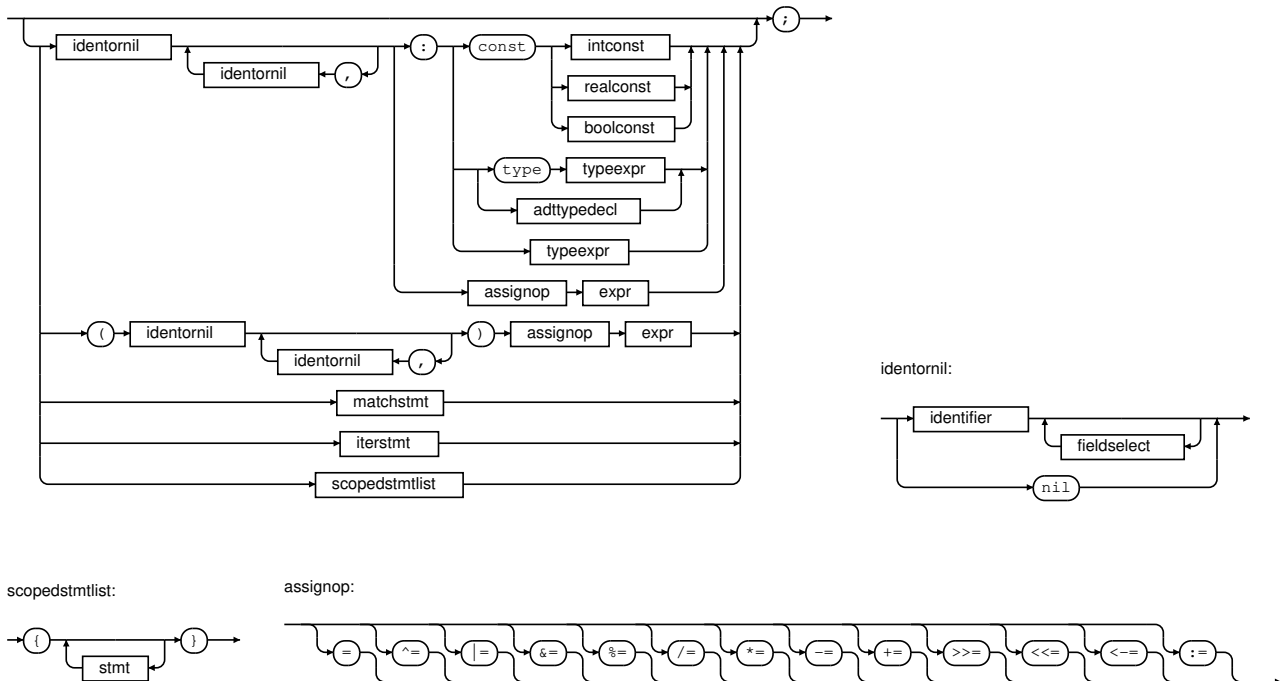 ;
identornil : const intconst
identornil ,
realconst
boolconst
type typeexpr
adttypedecl
typeexpr
assignop expr
( identornil ) assignop expr
identornil ,
identornil:
matchstmt
identifier
iterstmt
fieldselect
scopedstmtlist
nil
scopedstmtlist:
assignop:
{ }
stmt
= ^= |= &= %= /= *= -= += >>= <<= <-= :=